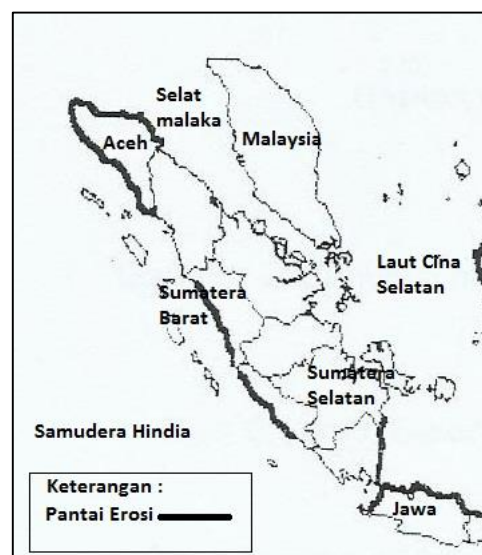 Selat
malaka
Aceh
Malaysia
Laut Cina
Selatan
Sumatera
Barat
Sumatera
Selatan
Samudera Hindia
Keterangan :
Pantai Erosi
Jawa